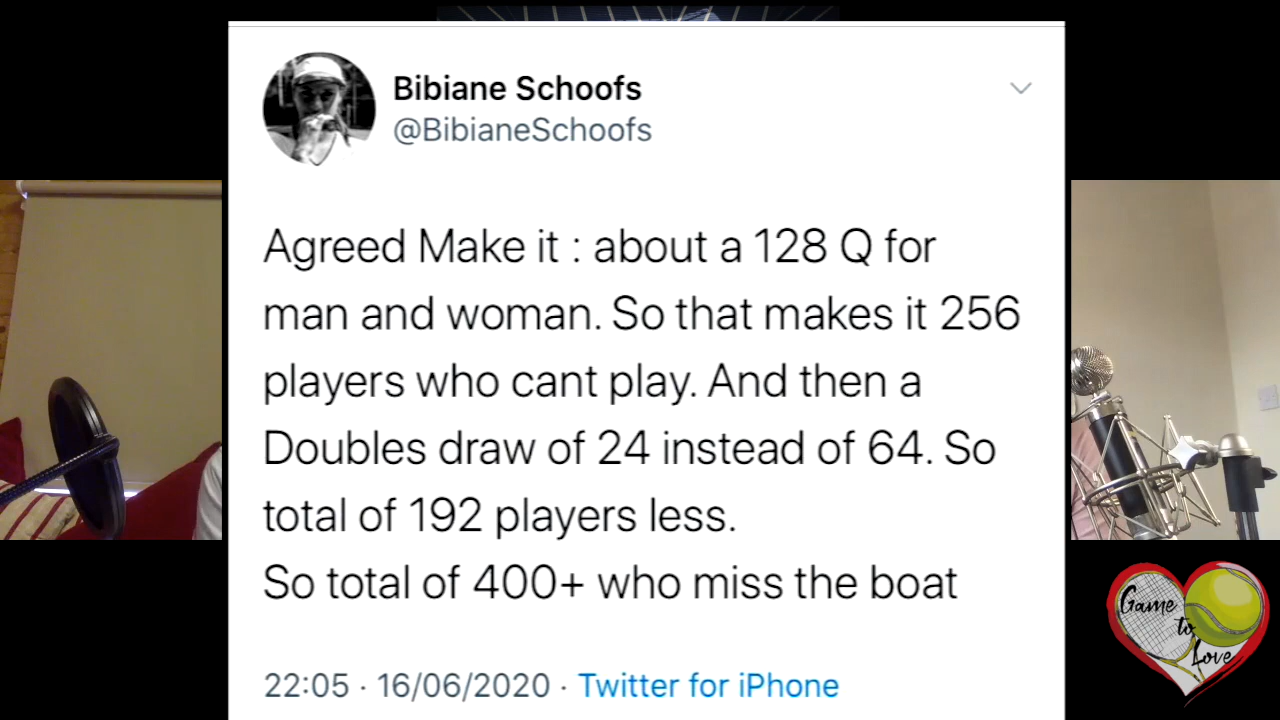 Bibiane Schoofs
@BibianeSchoofs
Agreed Make it : about a 128 Q for
man and woman. So that makes it 256
players who cant play. And then a
Doubles draw of 24 instead of 64. So
total of 192 players less.
So total of 400+ who miss the boat
22:05 · 16/06/2020 · Twitter for iPhone
Game
to
Love